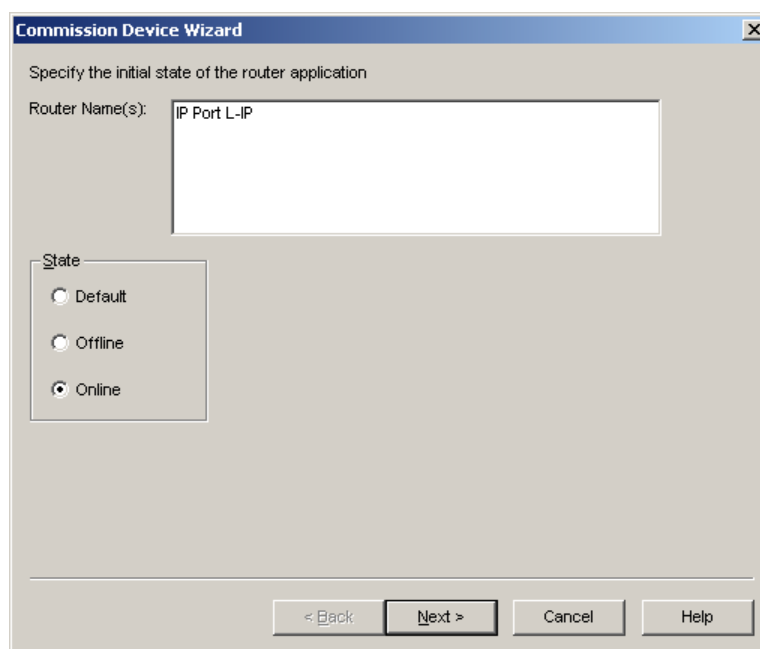 Commission Device Wizard
Specify the initial state of the router application
Router Name(s):
IP Port L-IP
State
Default
Offline
Online
< Back
Next >
Cancel
Help